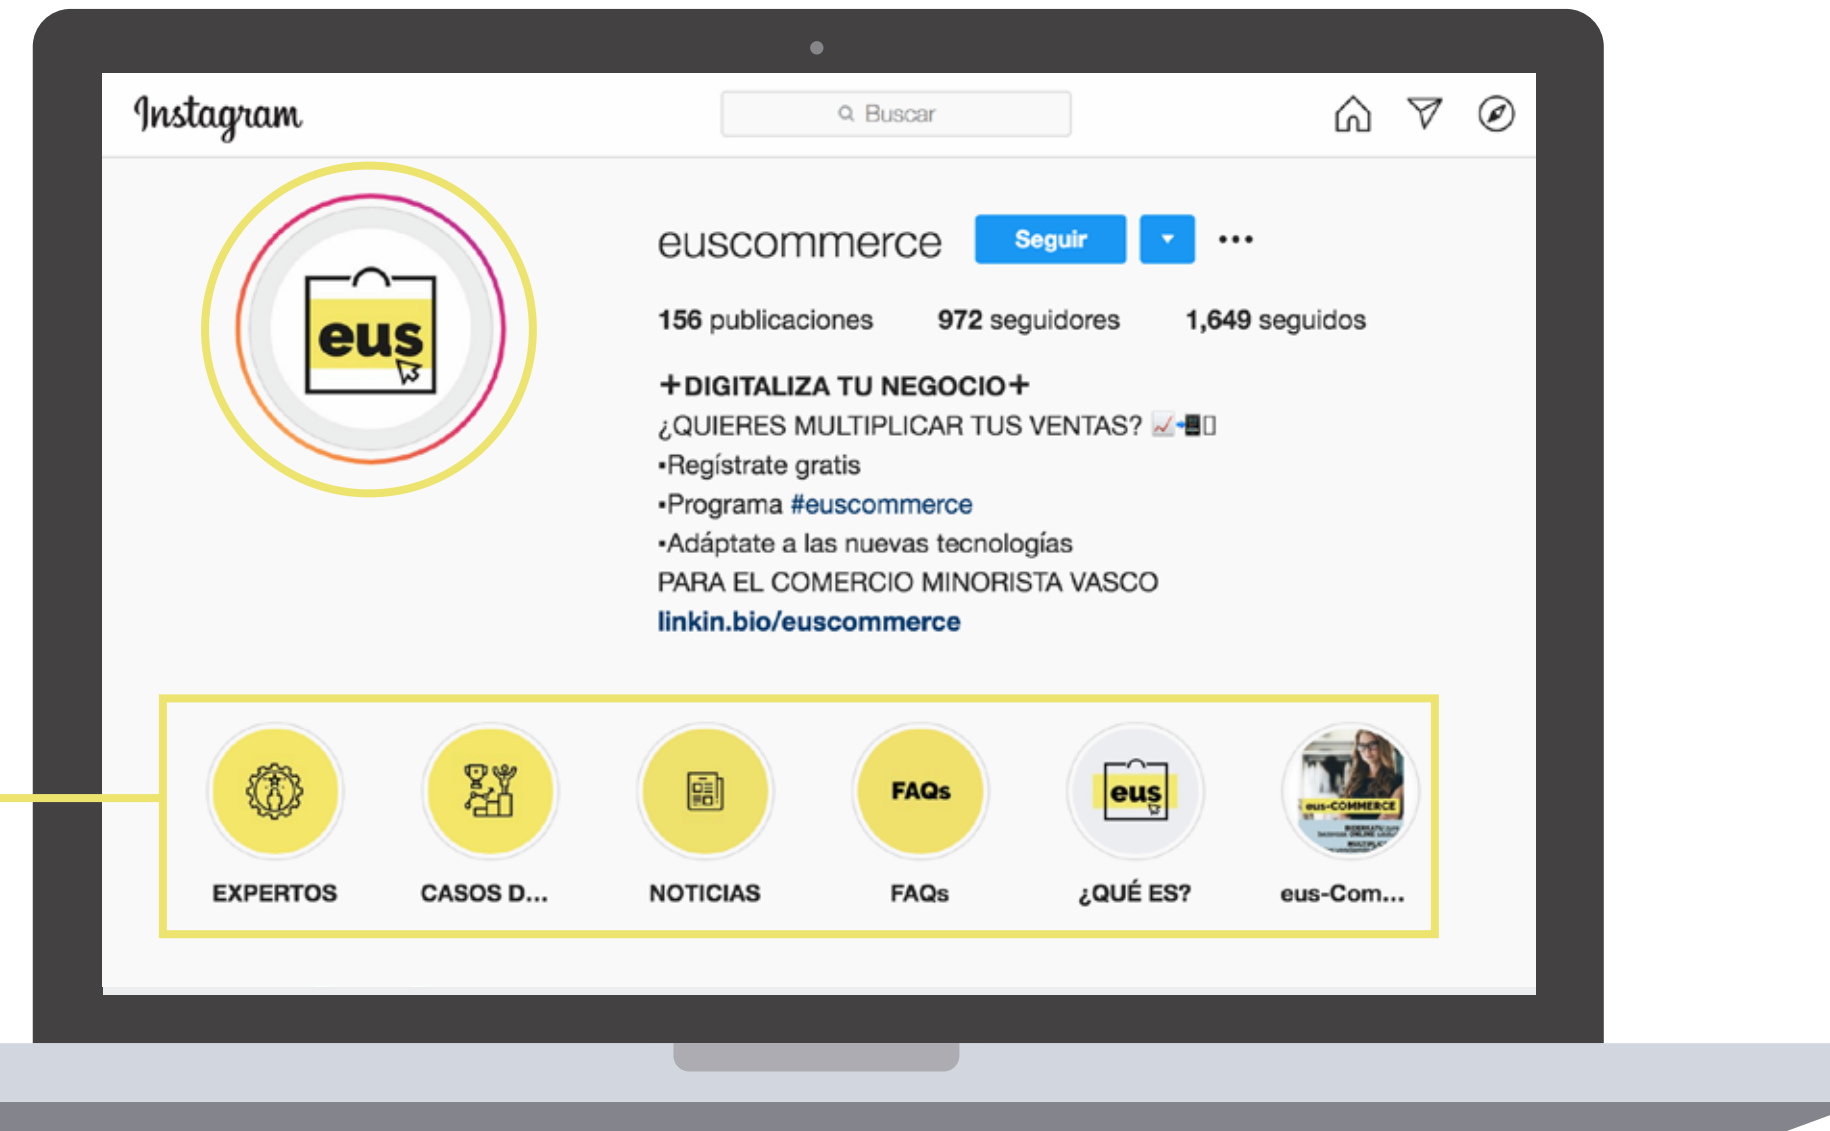 Instagram
Buscar
eus
euscommerce Seguir
156 publicaciones 972 seguidores 1,649 seguidos
+DIGITALIZA TU NEGOCIO+
¿QUIERES MULTIPLICAR TUS VENTAS?
▪Regístrate gratis
▪Programa #euscommerce
▪Adáptate a las nuevas tecnologías
PARA EL COMERCIO MINORISTA VASCO
linkin.bio/euscommerce
FAQs
eus
eus-COMMERCE
EXPERTOS CASOS D... NOTICIAS FAQs ¿QUÉ ES? eus-Com...